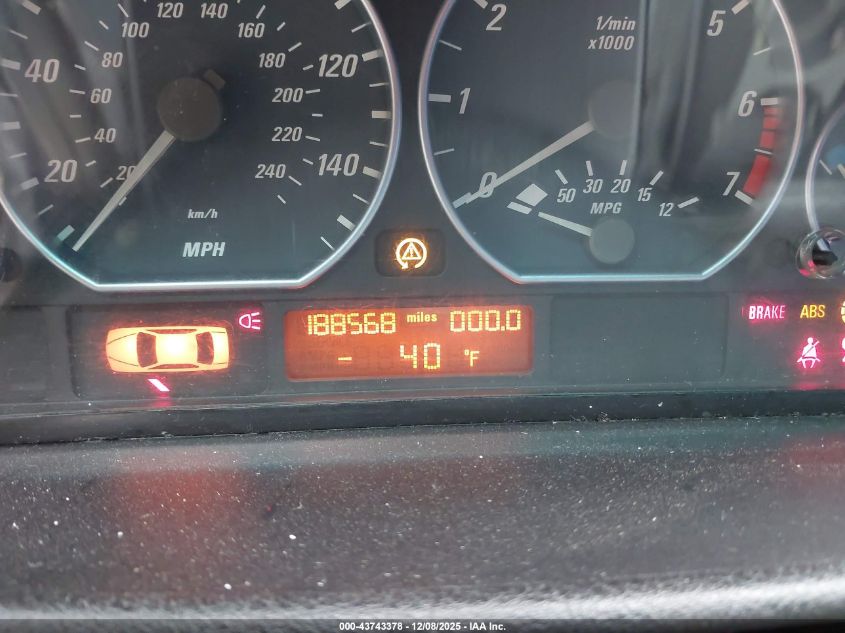 20
40
120
140
20
40
60
80
100
120
140
160
180
200
220
240
km/h
MPH
0
1
2
5
6
7
1/min
x1000
50 30 20 15 12
MPG
188568 miles 000.0
- 40 °F
BRAKE ABS
000-43743378 - 12/08/2025 - IAA Inc.